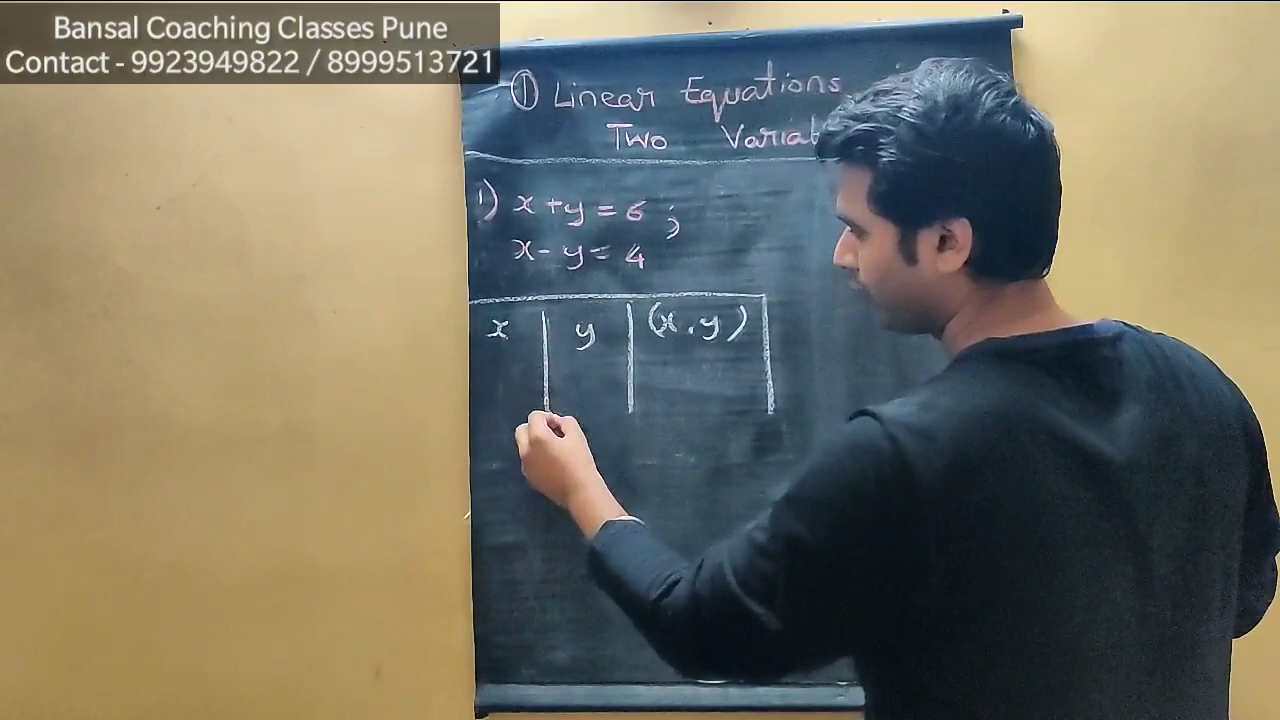 Bansal Coaching Classes Pune
Contact - 9923949822 / 8999513721
① Linear Equations
Two
1) x + y = 6 ;
x - y = 4
x | y | (x, y)